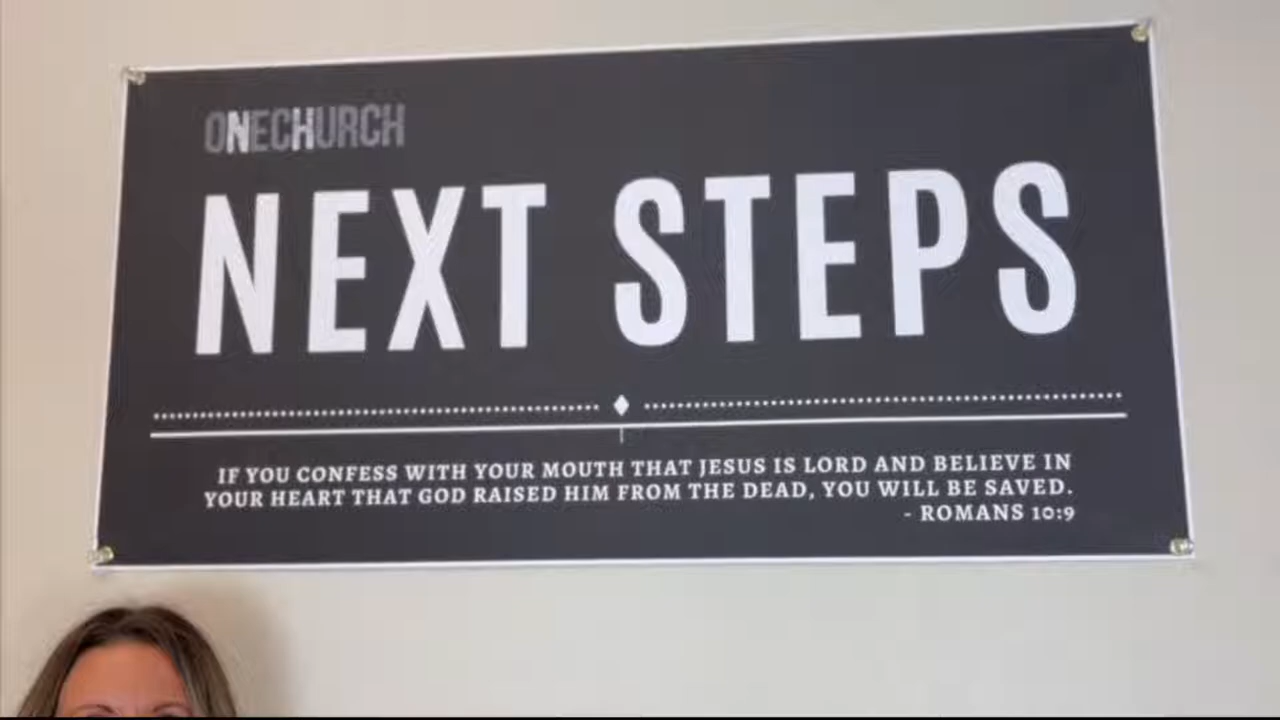 ONECHURCH
NEXT STEPS
IF YOU CONFESS WITH YOUR MOUTH THAT JESUS IS LORD AND BELIEVE IN
YOUR HEART THAT GOD RAISED HIM FROM THE DEAD, YOU WILL BE SAVED.
- ROMANS 10:9